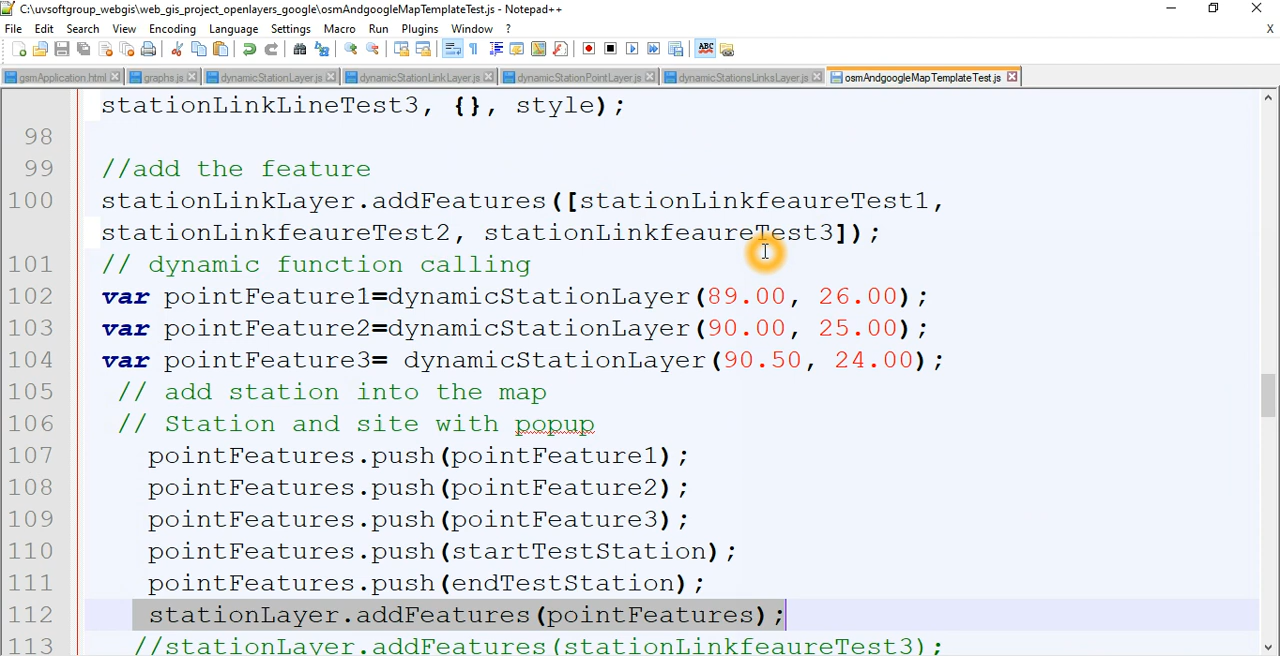 C:\uvsoftgroup_webgis\web_gis_project_openlayers_google\osmAndgoogleMapTemplateTest.js - Notepad++
File Edit Search View Encoding Language Settings Macro Run Plugins Window ? X
gsmApplication.html graphs.js dynamicStationLayer.js dynamicStationLinkLayer.js dynamicStationPointLayer.js dynamicStationsLinksLayer.js osmAndgoogleMapTemplateTest.js
stationLinkLineTest3, {}, style);
98
99 //add the feature
100 stationLinkLayer.addFeatures([stationLinkfeaureTest1,
stationLinkfeaureTest2, stationLinkfeaureTest3]);
101 // dynamic function calling
102 var pointFeature1=dynamicStationLayer(89.00, 26.00);
103 var pointFeature2=dynamicStationLayer(90.00, 25.00);
104 var pointFeature3= dynamicStationLayer(90.50, 24.00);
105 // add station into the map
106 // Station and site with popup
107 pointFeatures.push(pointFeature1);
108 pointFeatures.push(pointFeature2);
109 pointFeatures.push(pointFeature3);
110 pointFeatures.push(startTestStation);
111 pointFeatures.push(endTestStation);
112 stationLayer.addFeatures(pointFeatures);
113 //stationLayer.addFeatures(stationLinkfeaureTest3);